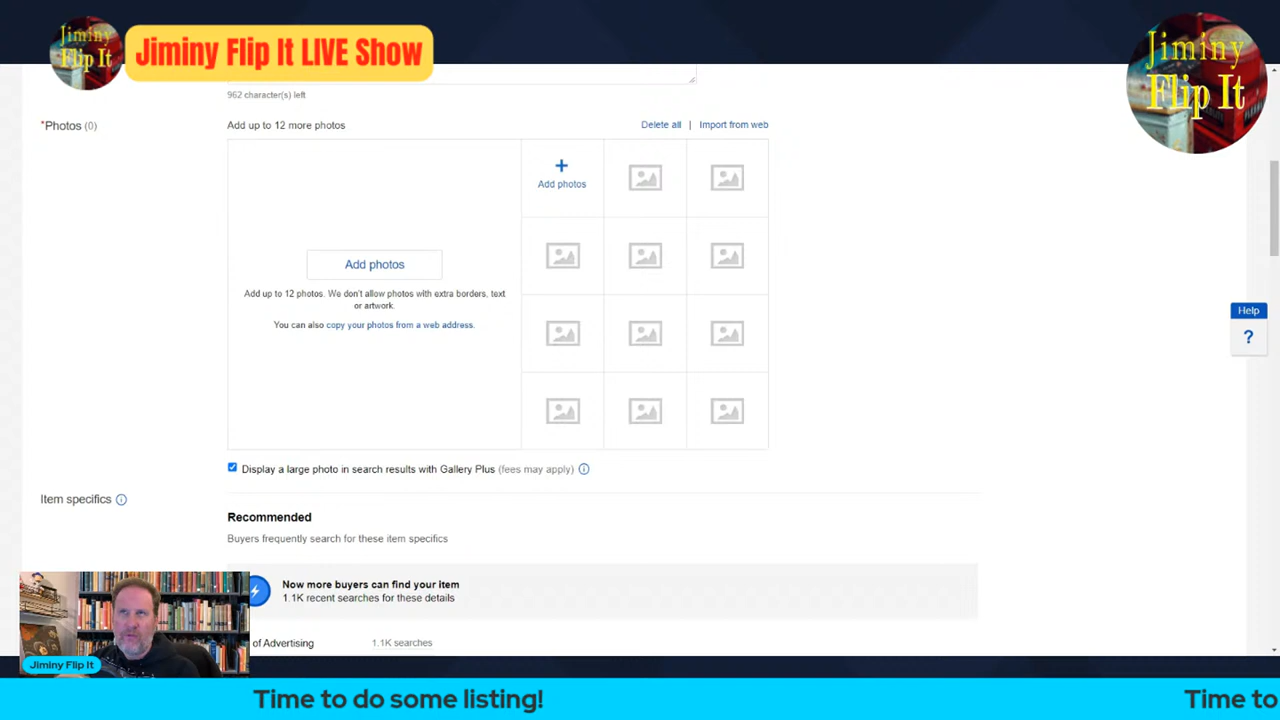 Jiminy
Flip It
Jiminy Flip It LIVE Show
Jiminy
Flip It
962 character(s) left
*Photos (0)
Add up to 12 more photos
Delete all | Import from web
+
Add photos
Add photos
Add up to 12 photos. We don't allow photos with extra borders, text
or artwork.
You can also copy your photos from a web address.
Help
?
Display a large photo in search results with Gallery Plus (fees may apply)
Item specifics
Recommended
Buyers frequently search for these item specifics
Now more buyers can find your item
1.1K recent searches for these details
of Advertising
1.1K searches
Jiminy Flip It
Time to do some listing!
Time to